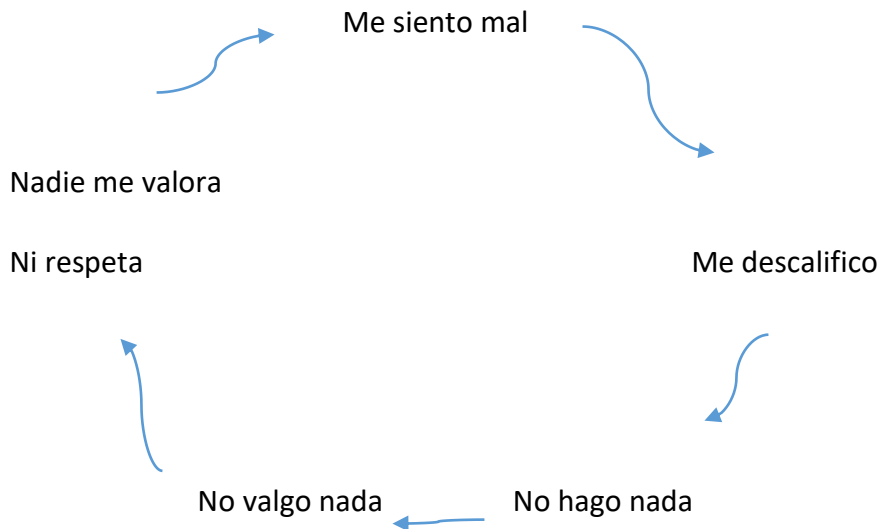 Me siento mal
Nadie me valora
Ni respeta
Me descalifico
No valgo nada
No hago nada